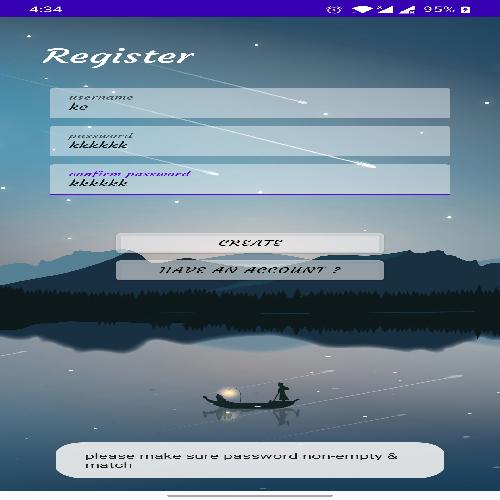 4:34
95%
Register
username
ke
password
kkkkkk
confirm password
kkkkkk
CREATE
HAVE AN ACCOUNT ?
please make sure password non-empty &
match